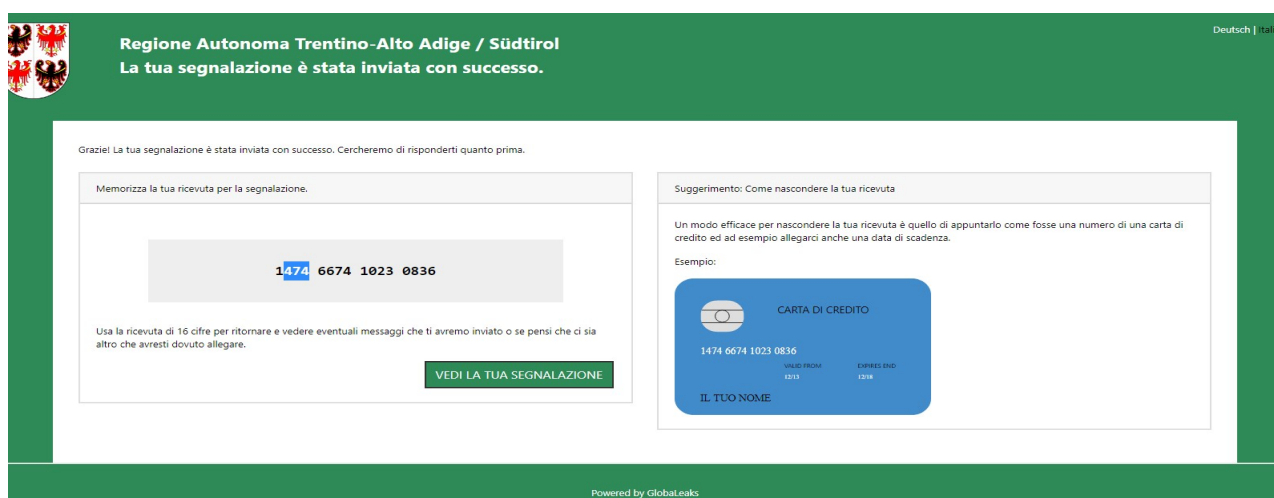 Deutsch | Itali
Regione Autonoma Trentino-Alto Adige / Südtirol
La tua segnalazione è stata inviata con successo.
Grazie! La tua segnalazione è stata inviata con successo. Cercheremo di risponderti quanto prima.
Memorizza la tua ricevuta per la segnalazione.
1474 6674 1023 0836
Usa la ricevuta di 16 cifre per ritornare e vedere eventuali messaggi che ti avremo inviato o se pensi che ci sia
altro che avresti dovuto allegare.
VEDI LA TUA SEGNALAZIONE
Suggerimento: Come nascondere la tua ricevuta
Un modo efficace per nascondere la tua ricevuta è quello di appuntarlo come fosse una numero di una carta di
credito ed ad esempio allegarci anche una data di scadenza.
Esempio:
CARTA DI CREDITO
1474 6674 1023 0836
VALID FROM EXPIRES END
12/13 12/18
IL TUO NOME
Powered by GlobaLeaks